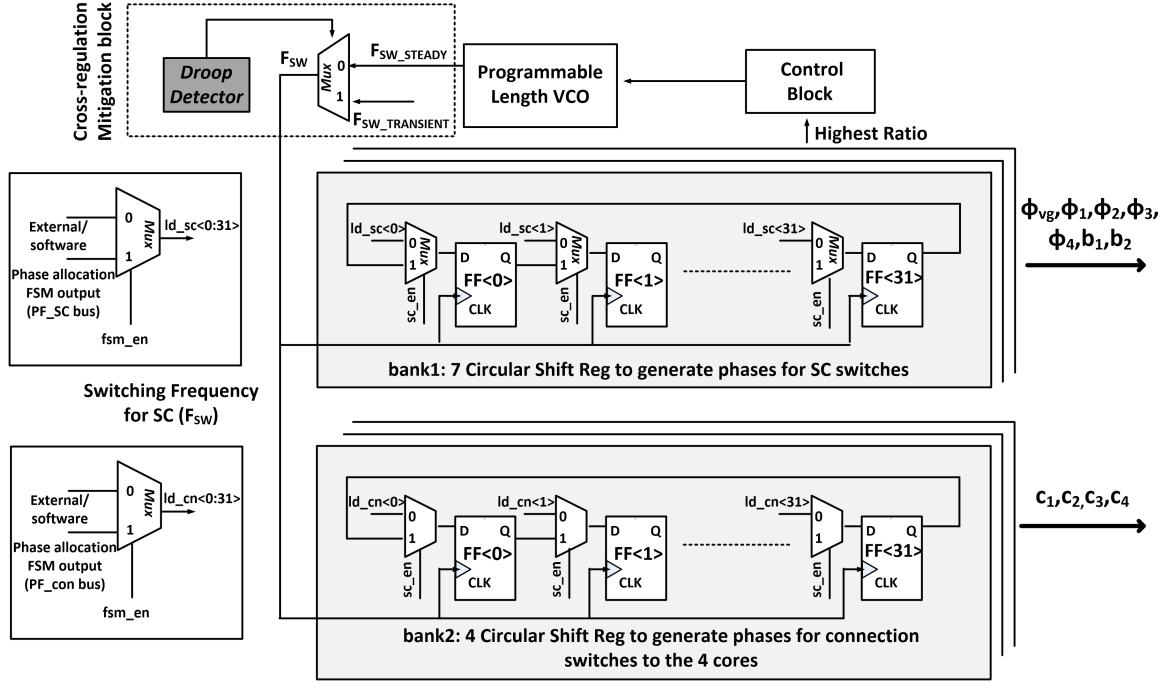 Cross-regulation
Mitigation block
Droop
Detector
F_SW
Mux
0
1
F_SW_STEADY
F_SW_TRANSIENT
Programmable
Length VCO
Control
Block
Highest Ratio
External/
software
0
1
Mux
ld_sc<0:31>
Phase allocation
FSM output
(PF_SC bus)
fsm_en
ld_sc<0>
0
1
Mux
sc_en
D Q
FF<0>
CLK
ld_sc<1>
0
1
Mux
sc_en
D Q
FF<1>
CLK
ld_sc<31>
0
1
Mux
sc_en
D Q
FF<31>
CLK
bank1: 7 Circular Shift Reg to generate phases for SC switches
ϕvg,ϕ1,ϕ2,ϕ3,
ϕ4,b1,b2
Switching Frequency
for SC (F_SW)
External/
software
0
1
Mux
ld_cn<0:31>
Phase allocation
FSM output
(PF_con bus)
fsm_en
ld_cn<0>
0
1
Mux
sc_en
D Q
FF<0>
CLK
ld_cn<1>
0
1
Mux
sc_en
D Q
FF<1>
CLK
ld_cn<31>
0
1
Mux
sc_en
D Q
FF<31>
CLK
bank2: 4 Circular Shift Reg to generate phases for connection
switches to the 4 cores
c1,c2,c3,c4